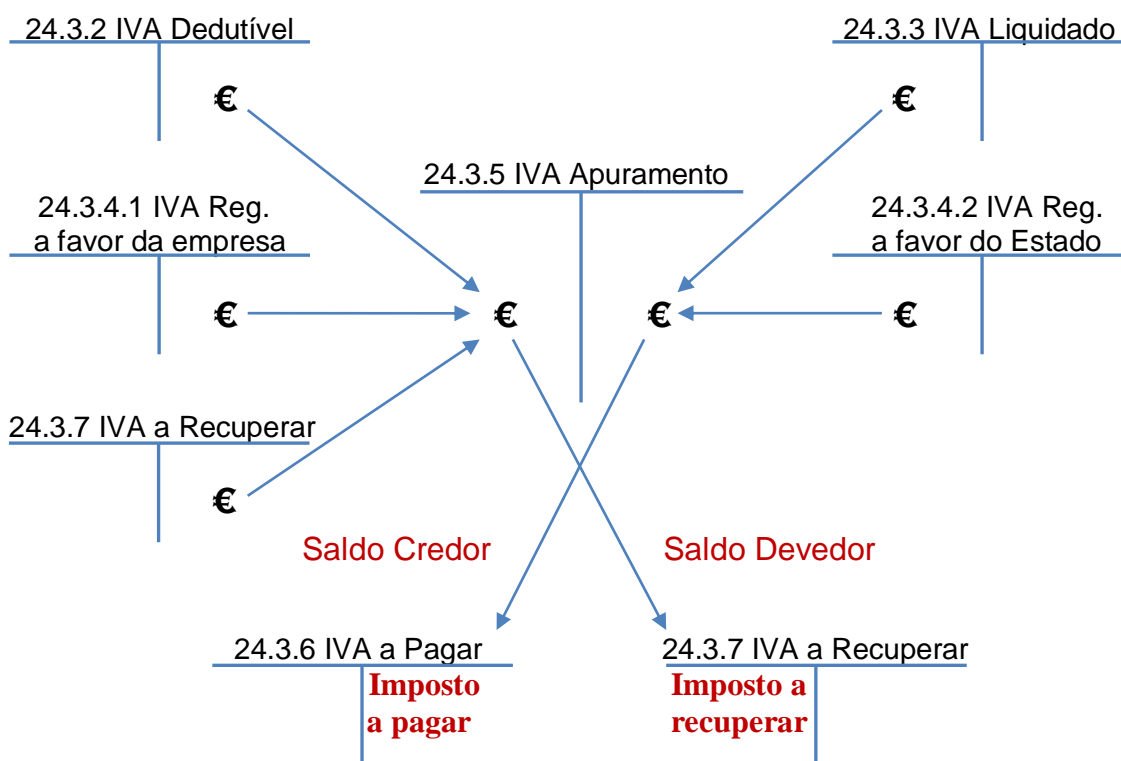 24.3.2 IVA Dedutível
24.3.3 IVA Liquidado
€
€
24.3.5 IVA Apuramento
24.3.4.1 IVA Reg.
a favor da empresa
24.3.4.2 IVA Reg.
a favor do Estado
€
€
€
€
24.3.7 IVA a Recuperar
€
Saldo Credor
Saldo Devedor
24.3.6 IVA a Pagar
24.3.7 IVA a Recuperar
Imposto
a pagar
Imposto a
recuperar